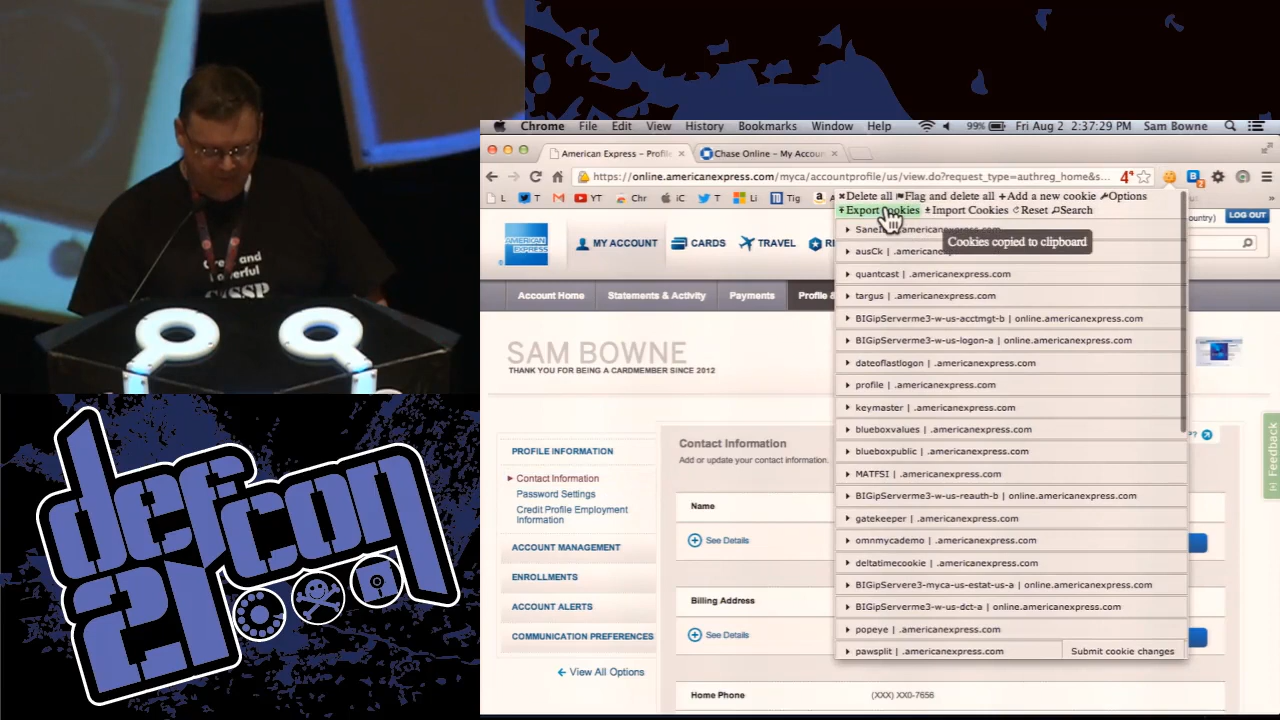 Great and
Powerful
CISSP
defcon
21
Chrome File Edit View History Bookmarks Window Help 99% Fri Aug 2 2:37:29 PM Sam Bowne
American Express – Profile
Chase Online – My Accoun
https://online.americanexpress.com/myca/accountprofile/us/view.do?request_type=authreg_home&s...
T YT Chr iC T Tig
Delete all Flag and delete all Add a new cookie Options
Export Cookies Import Cookies Reset Search
Cookies copied to clipboard
ountry) LOG OUT
AMERICAN EXPRESS
MY ACCOUNT CARDS TRAVEL
Account Home Statements & Activity Payments Profile &
SAM BOWNE
THANK YOU FOR BEING A CARDMEMBER SINCE 2012
PROFILE INFORMATION
Contact Information
Password Settings
Credit Profile Employment
Information
ACCOUNT MANAGEMENT
ENROLLMENTS
ACCOUNT ALERTS
COMMUNICATION PREFERENCES
View All Options
Contact Information
Add or update your contact information.
Name
See Details
Billing Address
See Details
Home Phone
(XXX) XX0-7656
ausCk | .americanex
quantcast | .americanexpress.com
targus | .americanexpress.com
BIGipServerme3-w-us-acctmgt-b | online.americanexpress.com
BIGipServerme3-w-us-logon-a | online.americanexpress.com
dateoflastlogon | .americanexpress.com
profile | .americanexpress.com
keymaster | .americanexpress.com
blueboxvalues | .americanexpress.com
blueboxpublic | .americanexpress.com
MATFSI | .americanexpress.com
BIGipServerme3-w-us-reauth-b | online.americanexpress.com
gatekeeper | .americanexpress.com
omnmycademo | .americanexpress.com
deltatimecookie | .americanexpress.com
BIGipServere3-myca-us-estat-us-a | online.americanexpress.com
BIGipServerme3-w-us-dct-a | online.americanexpress.com
popeye | .americanexpress.com
pawsplit | .americanexpress.com
Submit cookie changes
Feedback